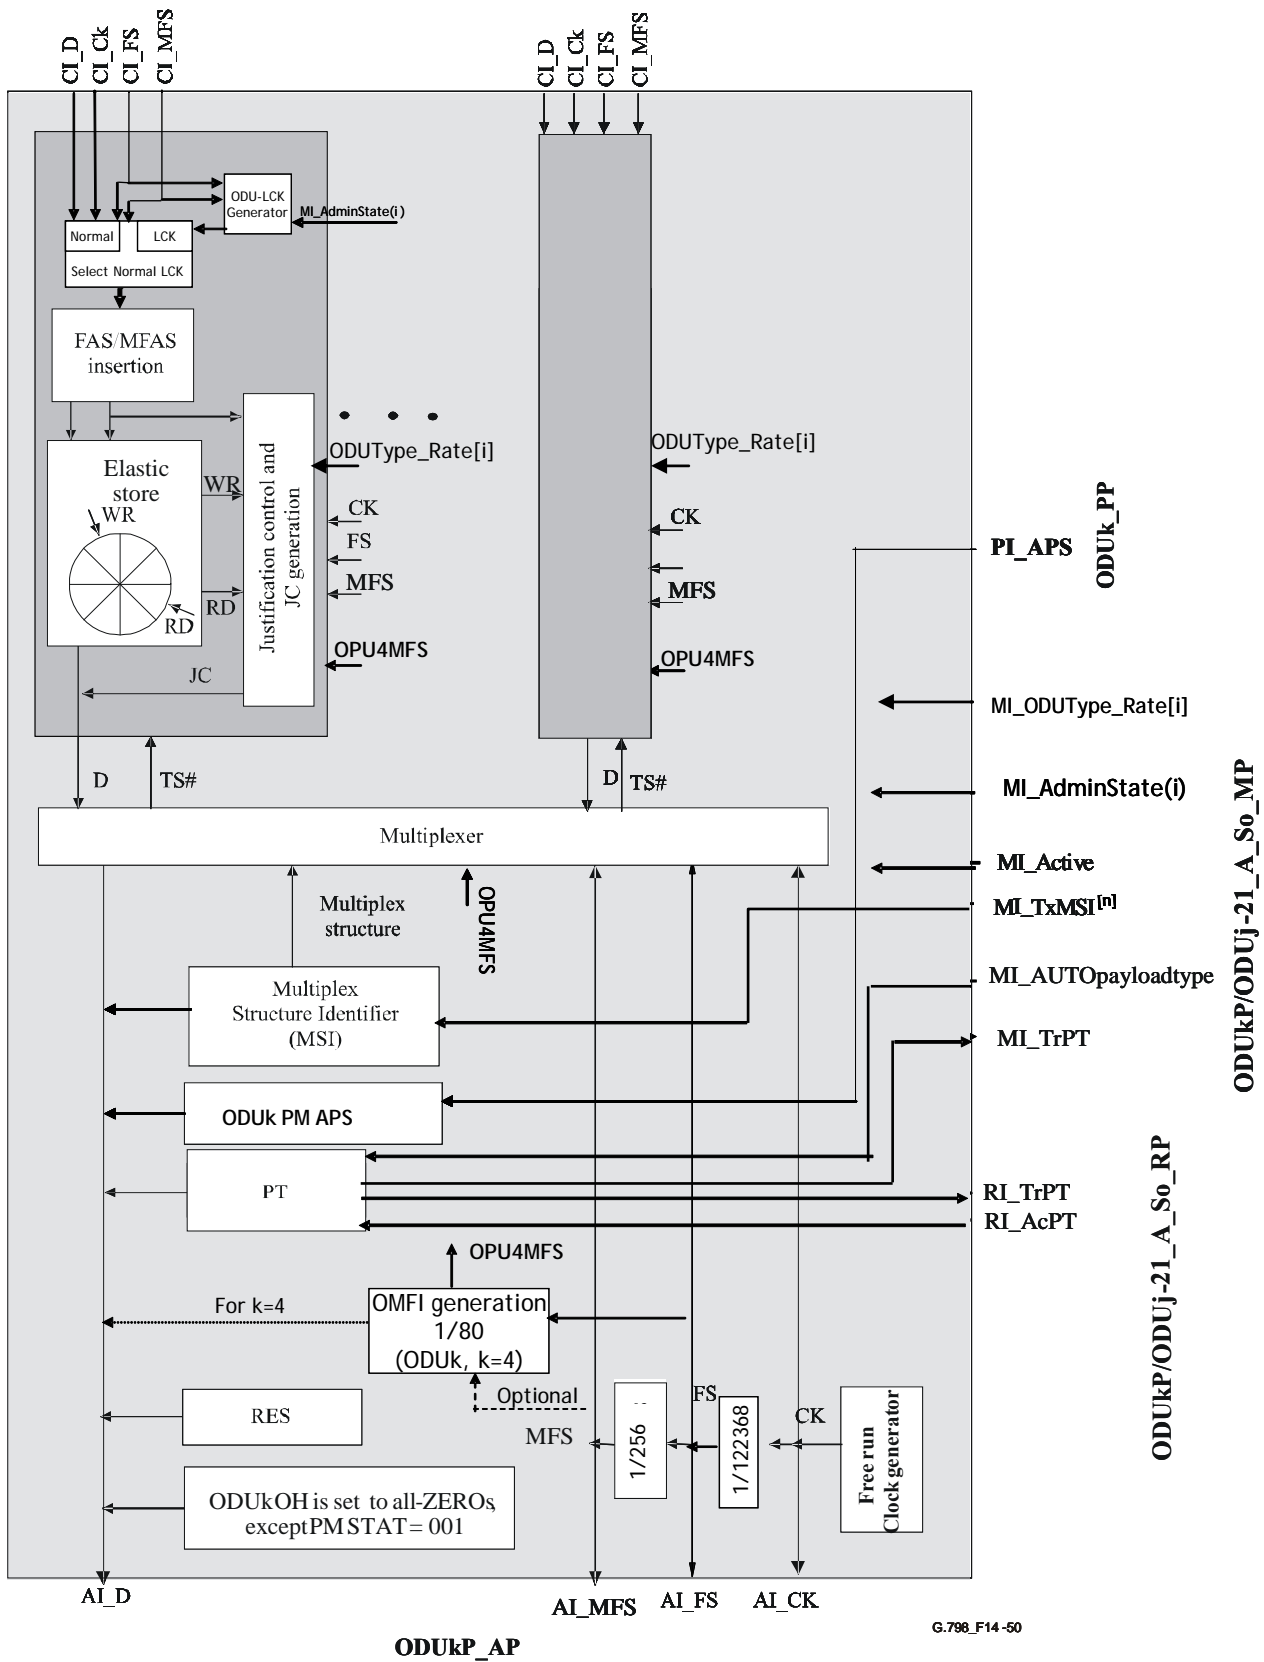 CI_D
CI_Ck
CI_FS
CI_MFS
CI_D
CI_Ck
CI_FS
CI_MFS
ODU-LCK
Generator
MI_AdminState(i)
Normal
LCK
Select Normal LCK
FAS/MFAS
insertion
Elastic
store
WR
RD
WR
RD
JC
Justification control and
JC generation
ODUType_Rate[i]
CK
FS
MFS
OPU4MFS
ODUType_Rate[i]
CK
MFS
OPU4MFS
PI_APS
ODUk_PP
MI_ODUType_Rate[i]
MI_AdminState(i)
MI_Active
MI_TxMSI[n]
MI_AUTOpayloadtype
MI_TrPT
ODUkP/ODUj-21_A_So_MP
D
TS#
D
TS#
Multiplexer
Multiplex
structure
OPU4MFS
Multiplex
Structure Identifier
(MSI)
ODUk PM APS
PT
RI_TrPT
RI_AcPT
ODUkP/ODUj-21_A_So_RP
OPU4MFS
For k=4
OMFI generation
1/80
(ODUk, k=4)
Optional
RES
MFS
1/256
FS
1/122368
CK
Free run
Clock generator
ODUkOH is set to all-ZEROs,
except PM STAT = 001
AI_D
AI_MFS
AI_FS
AI_CK
ODUkP_AP
G.798_F14-50